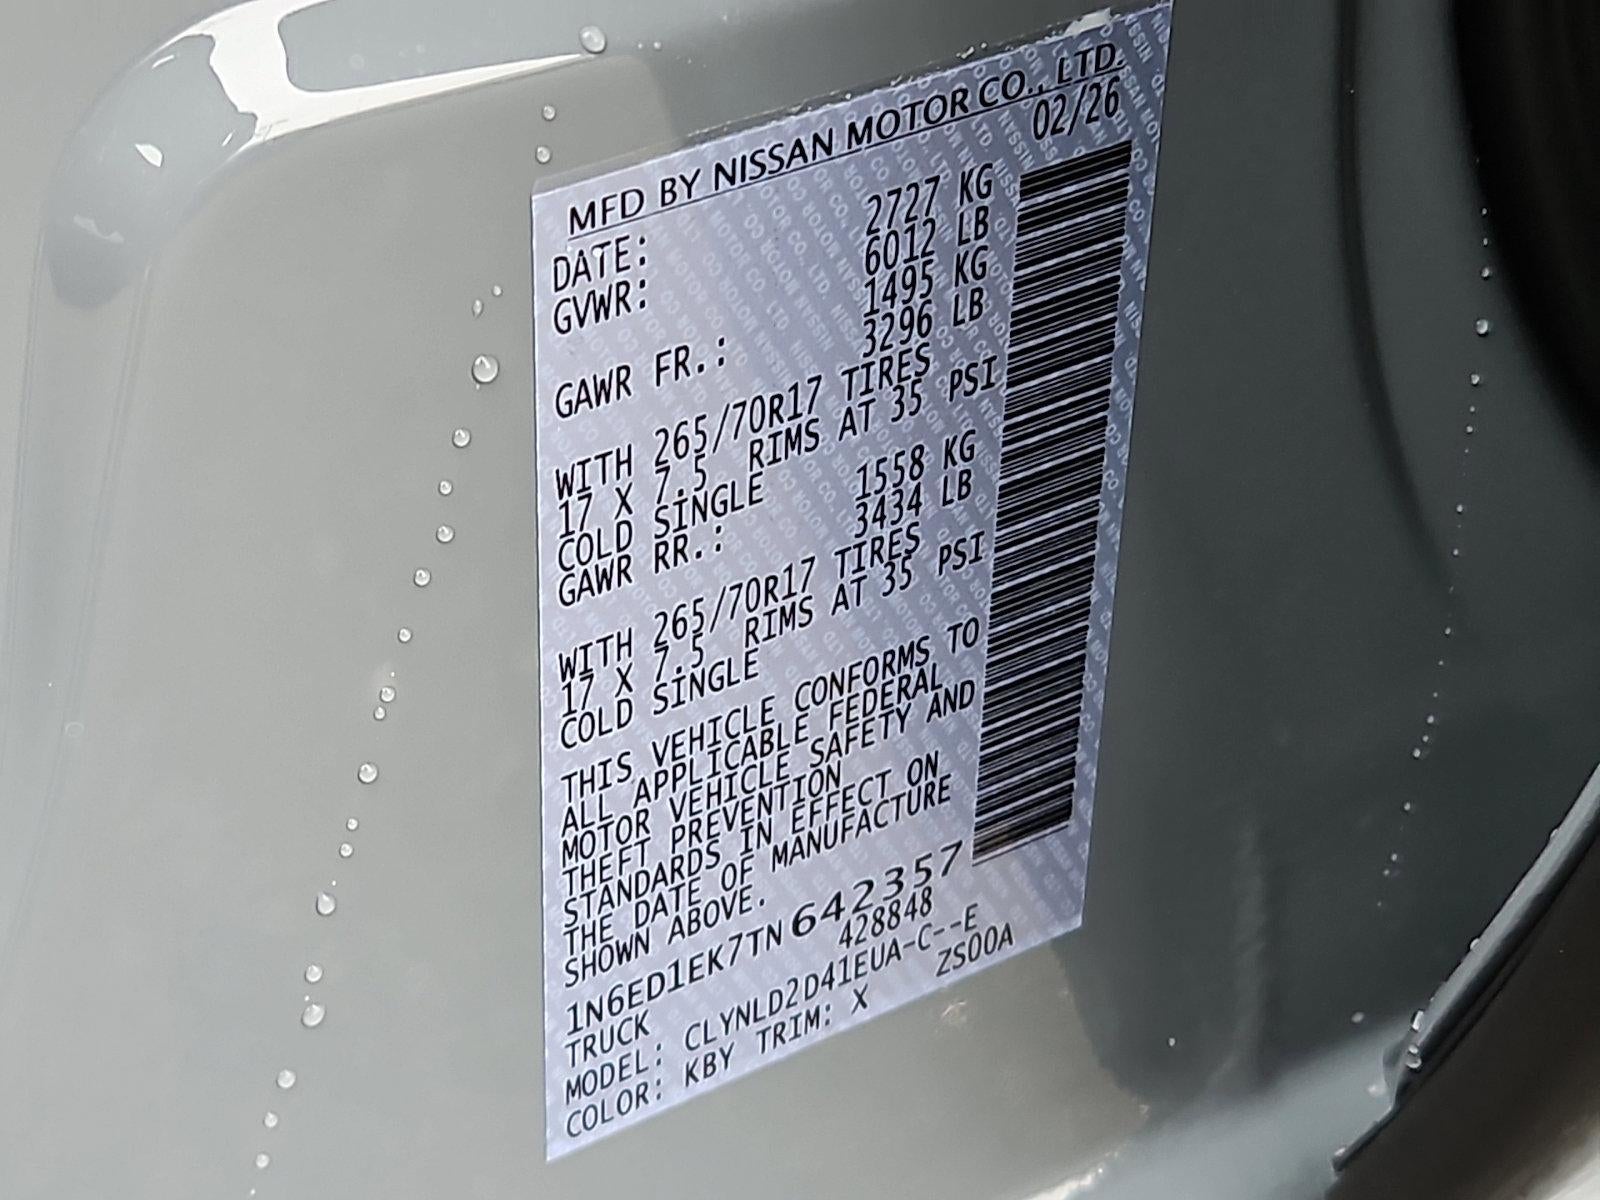 MFD BY NISSAN MOTOR CO., LTD.
DATE: 02/26
GVWR: 2727 KG
6012 LB
GAWR FR.: 1495 KG
3296 LB
WITH 265/70R17 TIRES
17 X 7.5 RIMS AT 35 PSI
COLD SINGLE
GAWR RR.: 1558 KG
3434 LB
WITH 265/70R17 TIRES
17 X 7.5 RIMS AT 35 PSI
COLD SINGLE
THIS VEHICLE CONFORMS TO
ALL APPLICABLE FEDERAL
MOTOR VEHICLE SAFETY AND
THEFT PREVENTION
STANDARDS IN EFFECT ON
THE DATE OF MANUFACTURE
SHOWN ABOVE.
1N6ED1EK7TN642357
TRUCK 428848
MODEL: CLYNLD2D41EUA-C--E
COLOR: KBY TRIM: X ZS00A